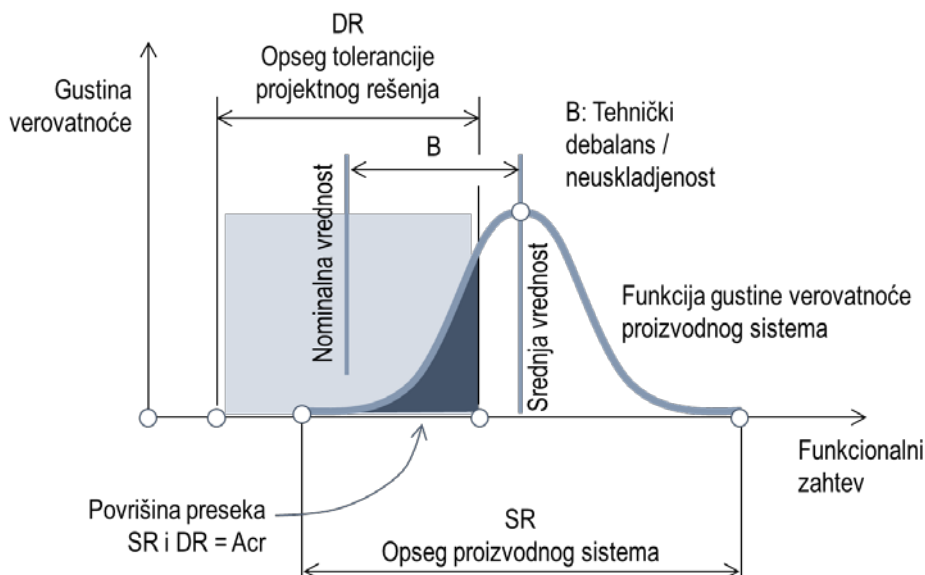 DR
Opseg tolerancije
projektnog rešenja
Gustina
verovatnoće
B
B: Tehnički
debalans /
neuskladjenost
Nominalna vrednost
Srednja vrednost
Funkcija gustine verovatnoće
proizvodnog sistema
Funkcionalni
zahtev
Povrišina preseka
SR i DR = Acr
SR
Opseg proizvodnog sistema